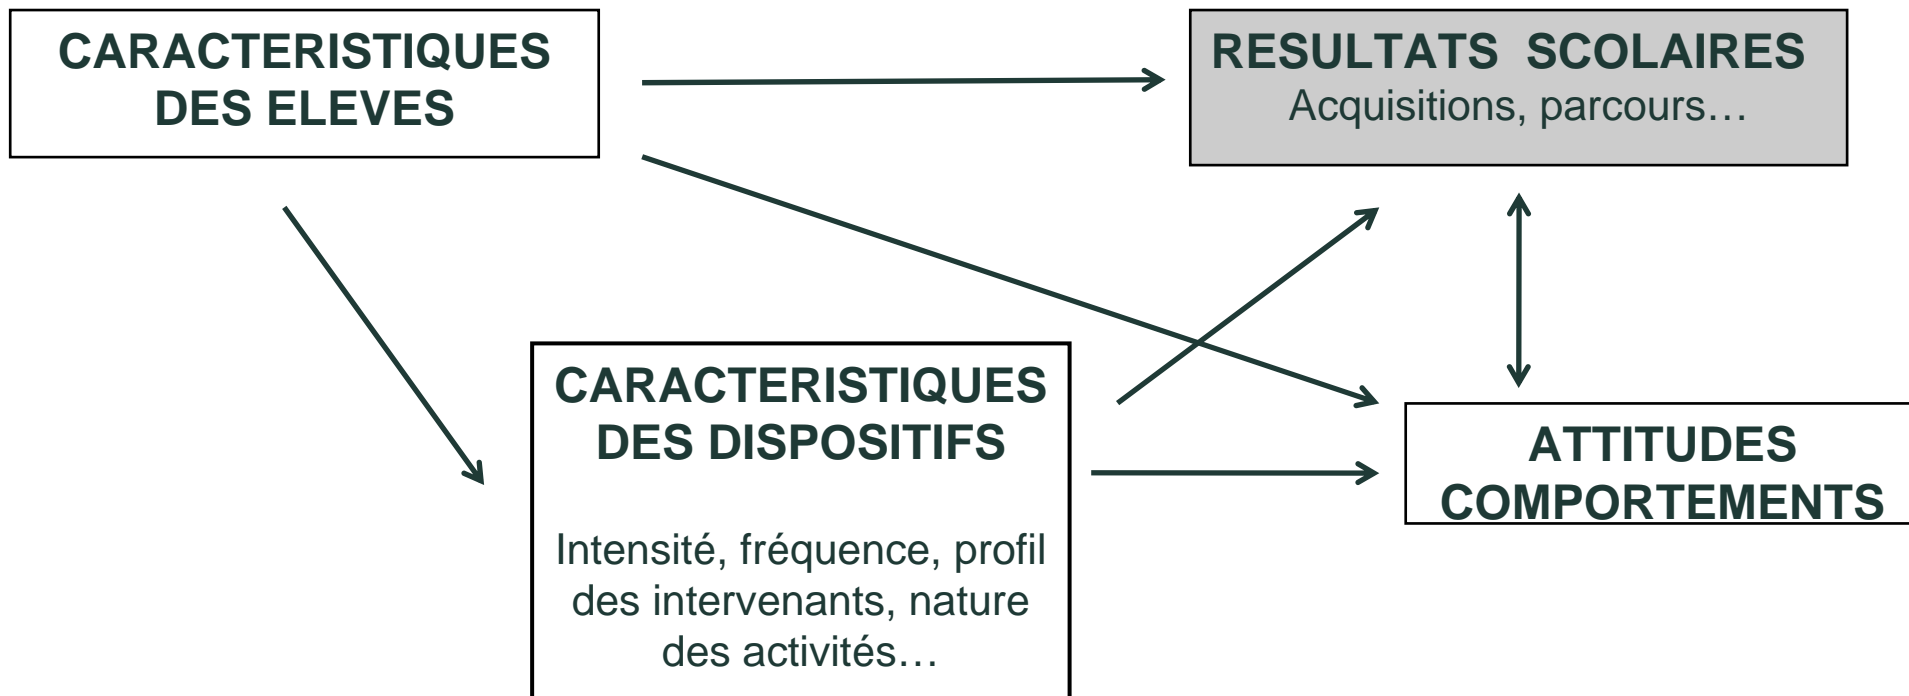 CARACTERISTIQUES
DES ELEVES
RESULTATS SCOLAIRES
Acquisitions, parcours…
CARACTERISTIQUES
DES DISPOSITIFS
Intensité, fréquence, profil
des intervenants, nature
des activités…
ATTITUDES
COMPORTEMENTS